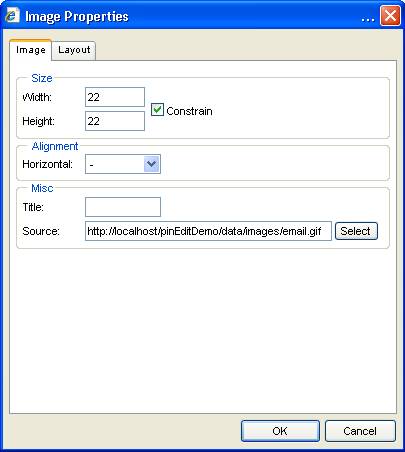 Image Properties ...
Image Layout
Size
Width: 22
Constrain
Height: 22
Alignment
Horizontal: -
Misc
Title:
Source: http://localhost/pinEditDemo/data/images/email.gif Select
OK Cancel